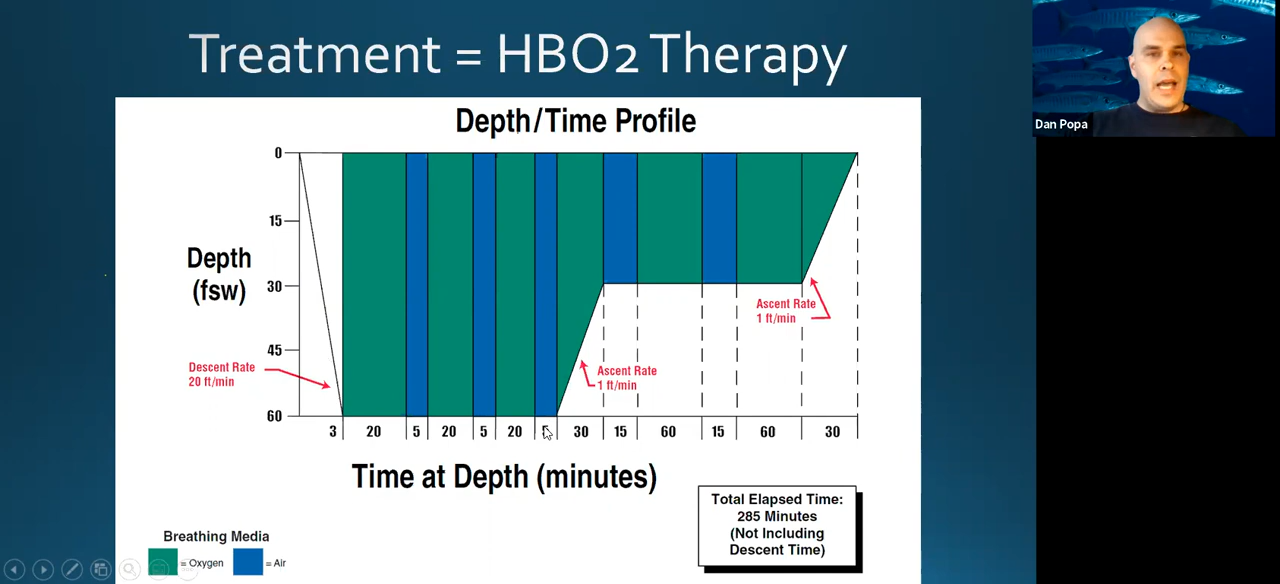 Treatment = HBO2 Therapy
Dan Popa
Depth/Time Profile
0
15
Depth
(fsw)
30
45
60
Descent Rate
20 ft/min
Ascent Rate
1 ft/min
Ascent Rate
1 ft/min
3 20 5 20 5 20 30 15 60 15 60 30
Time at Depth (minutes)
Total Elapsed Time:
285 Minutes
(Not Including
Descent Time)
Breathing Media
= Oxygen = Air